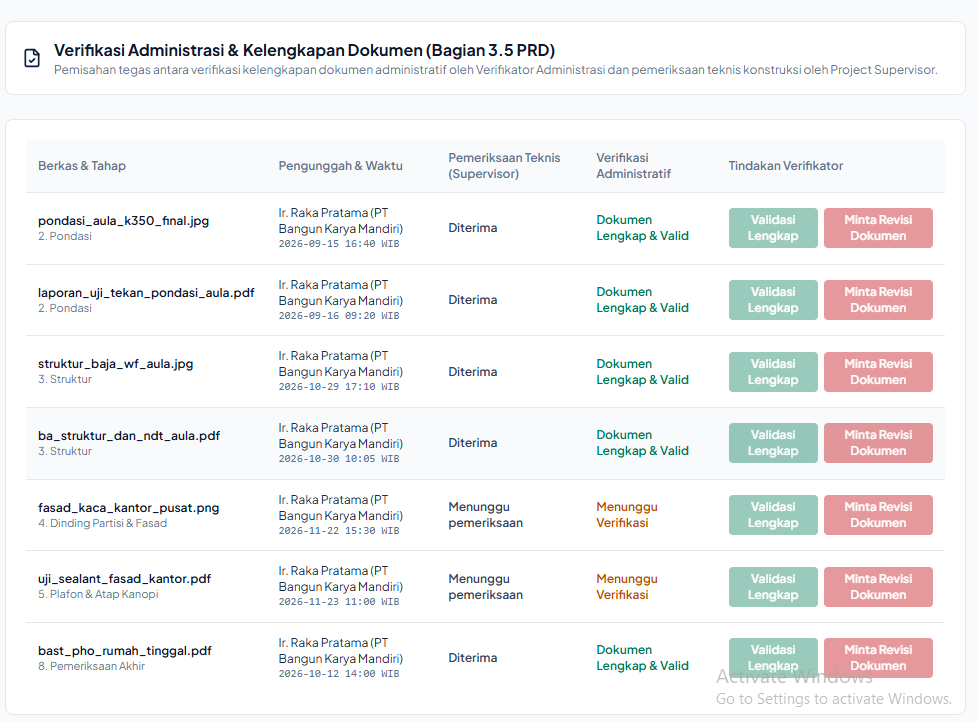 Verifikasi Administrasi & Kelengkapan Dokumen (Bagian 3.5 PRD)
Pemisahan tegas antara verifikasi kelengkapan dokumen administratif oleh Verifikator Administrasi dan pemeriksaan teknis konstruksi oleh Project Supervisor.
Berkas & Tahap
Pengunggah & Waktu
Pemeriksaan Teknis
(Supervisor)
Verifikasi
Administratif
Tindakan Verifikator
pondasi_aula_k350_final.jpg
2. Pondasi
Ir. Raka Pratama (PT
Bangun Karya Mandiri)
2026-09-15 16:40 WIB
Diterima
Dokumen
Lengkap & Valid
Validasi
Lengkap
Minta Revisi
Dokumen
laporan_uji_tekan_pondasi_aula.pdf
2. Pondasi
Ir. Raka Pratama (PT
Bangun Karya Mandiri)
2026-09-16 09:20 WIB
Diterima
Dokumen
Lengkap & Valid
Validasi
Lengkap
Minta Revisi
Dokumen
struktur_baja_wf_aula.jpg
3. Struktur
Ir. Raka Pratama (PT
Bangun Karya Mandiri)
2026-10-29 17:10 WIB
Diterima
Dokumen
Lengkap & Valid
Validasi
Lengkap
Minta Revisi
Dokumen
ba_struktur_dan_ndt_aula.pdf
3. Struktur
Ir. Raka Pratama (PT
Bangun Karya Mandiri)
2026-10-30 10:05 WIB
Diterima
Dokumen
Lengkap & Valid
Validasi
Lengkap
Minta Revisi
Dokumen
fasad_kaca_kantor_pusat.png
4. Dinding Partisi & Fasad
Ir. Raka Pratama (PT
Bangun Karya Mandiri)
2026-11-22 15:30 WIB
Menunggu
pemeriksaan
Menunggu
Verifikasi
Validasi
Lengkap
Minta Revisi
Dokumen
uji_sealant_fasad_kantor.pdf
5. Plafon & Atap Kanopi
Ir. Raka Pratama (PT
Bangun Karya Mandiri)
2026-11-23 11:00 WIB
Menunggu
pemeriksaan
Menunggu
Verifikasi
Validasi
Lengkap
Minta Revisi
Dokumen
bast_pho_rumah_tinggal.pdf
8. Pemeriksaan Akhir
Ir. Raka Pratama (PT
Bangun Karya Mandiri)
2026-10-12 14:00 WIB
Diterima
Dokumen
Lengkap & Valid
Validasi
Lengkap
Minta Revisi
Dokumen
Activate Windows
Go to Settings to activate Windows.